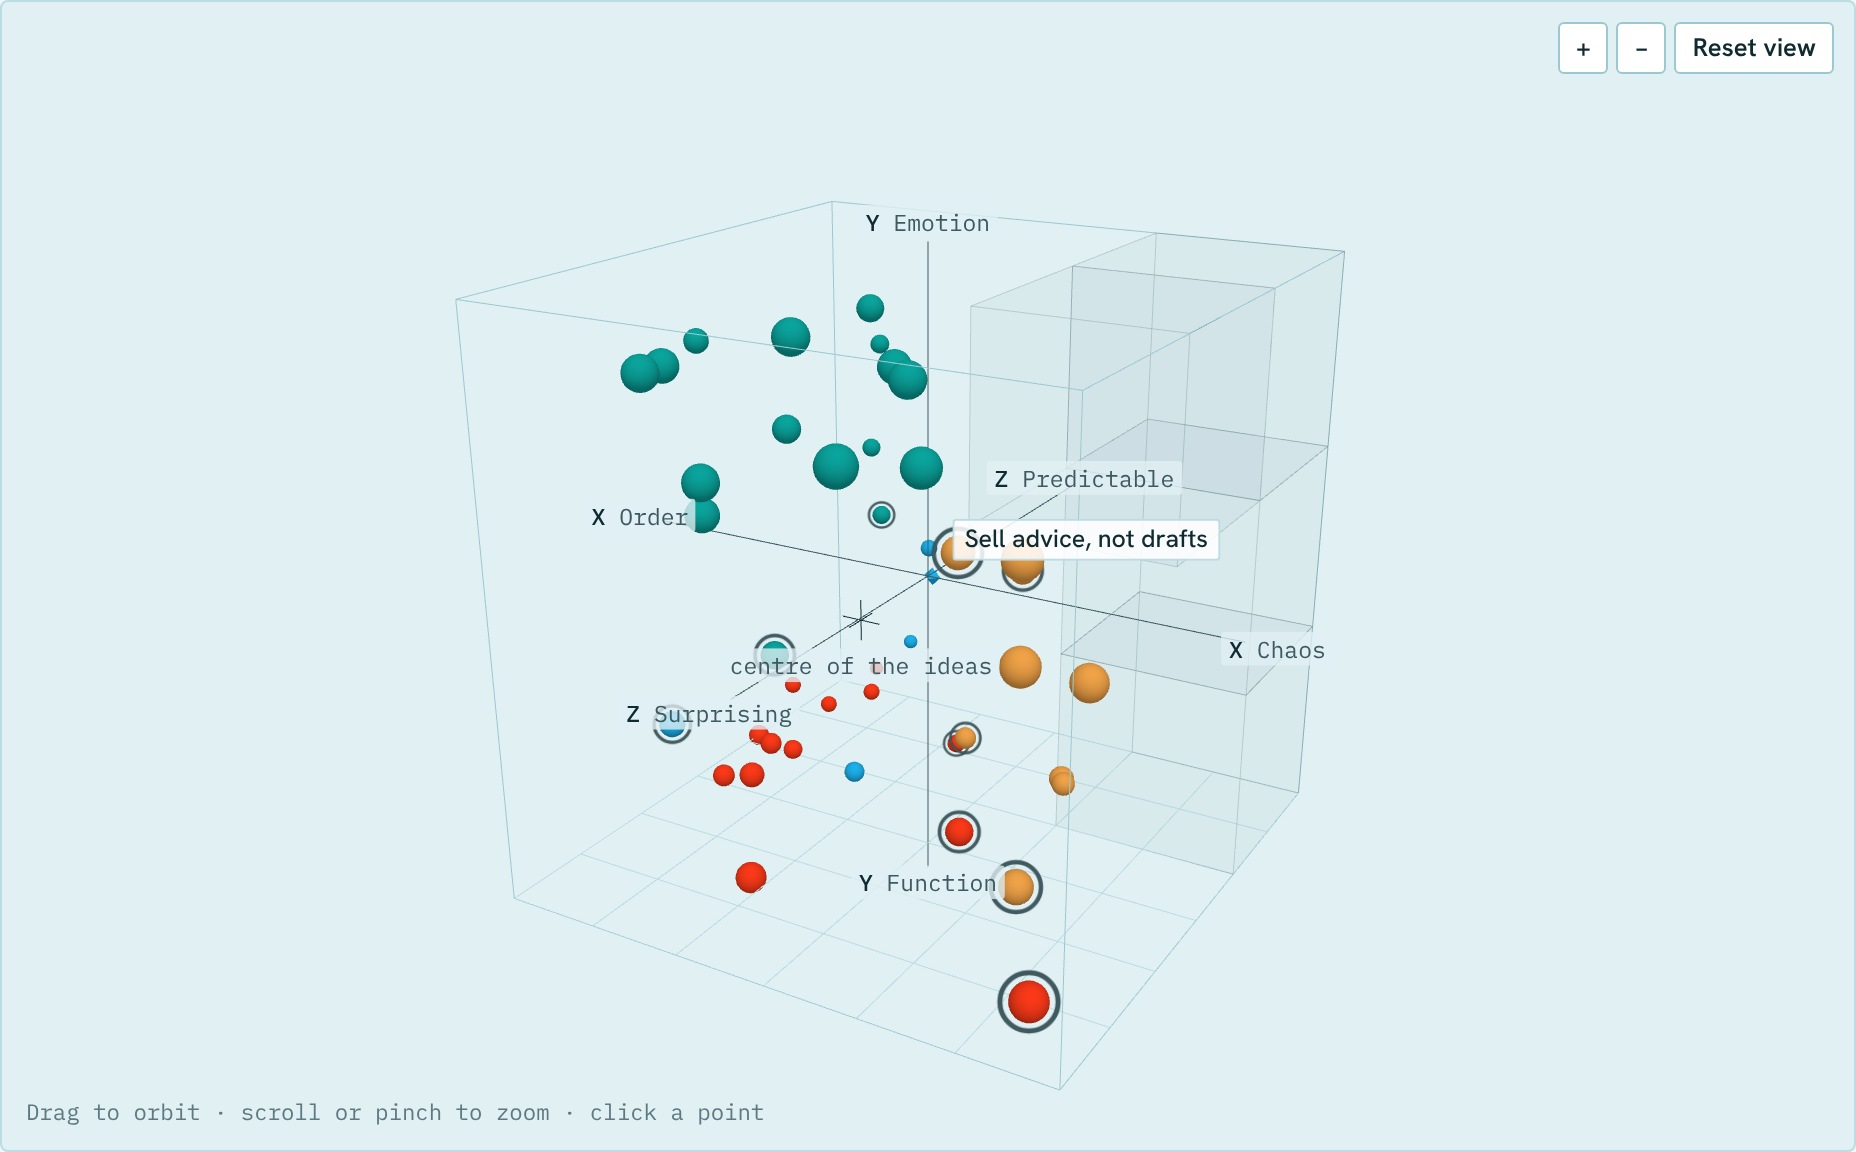 + - Reset view
Y Emotion
Z Predictable
X Order
Sell advice, not drafts
X Chaos
centre of the ideas
Z Surprising
Y Function
Drag to orbit · scroll or pinch to zoom · click a point